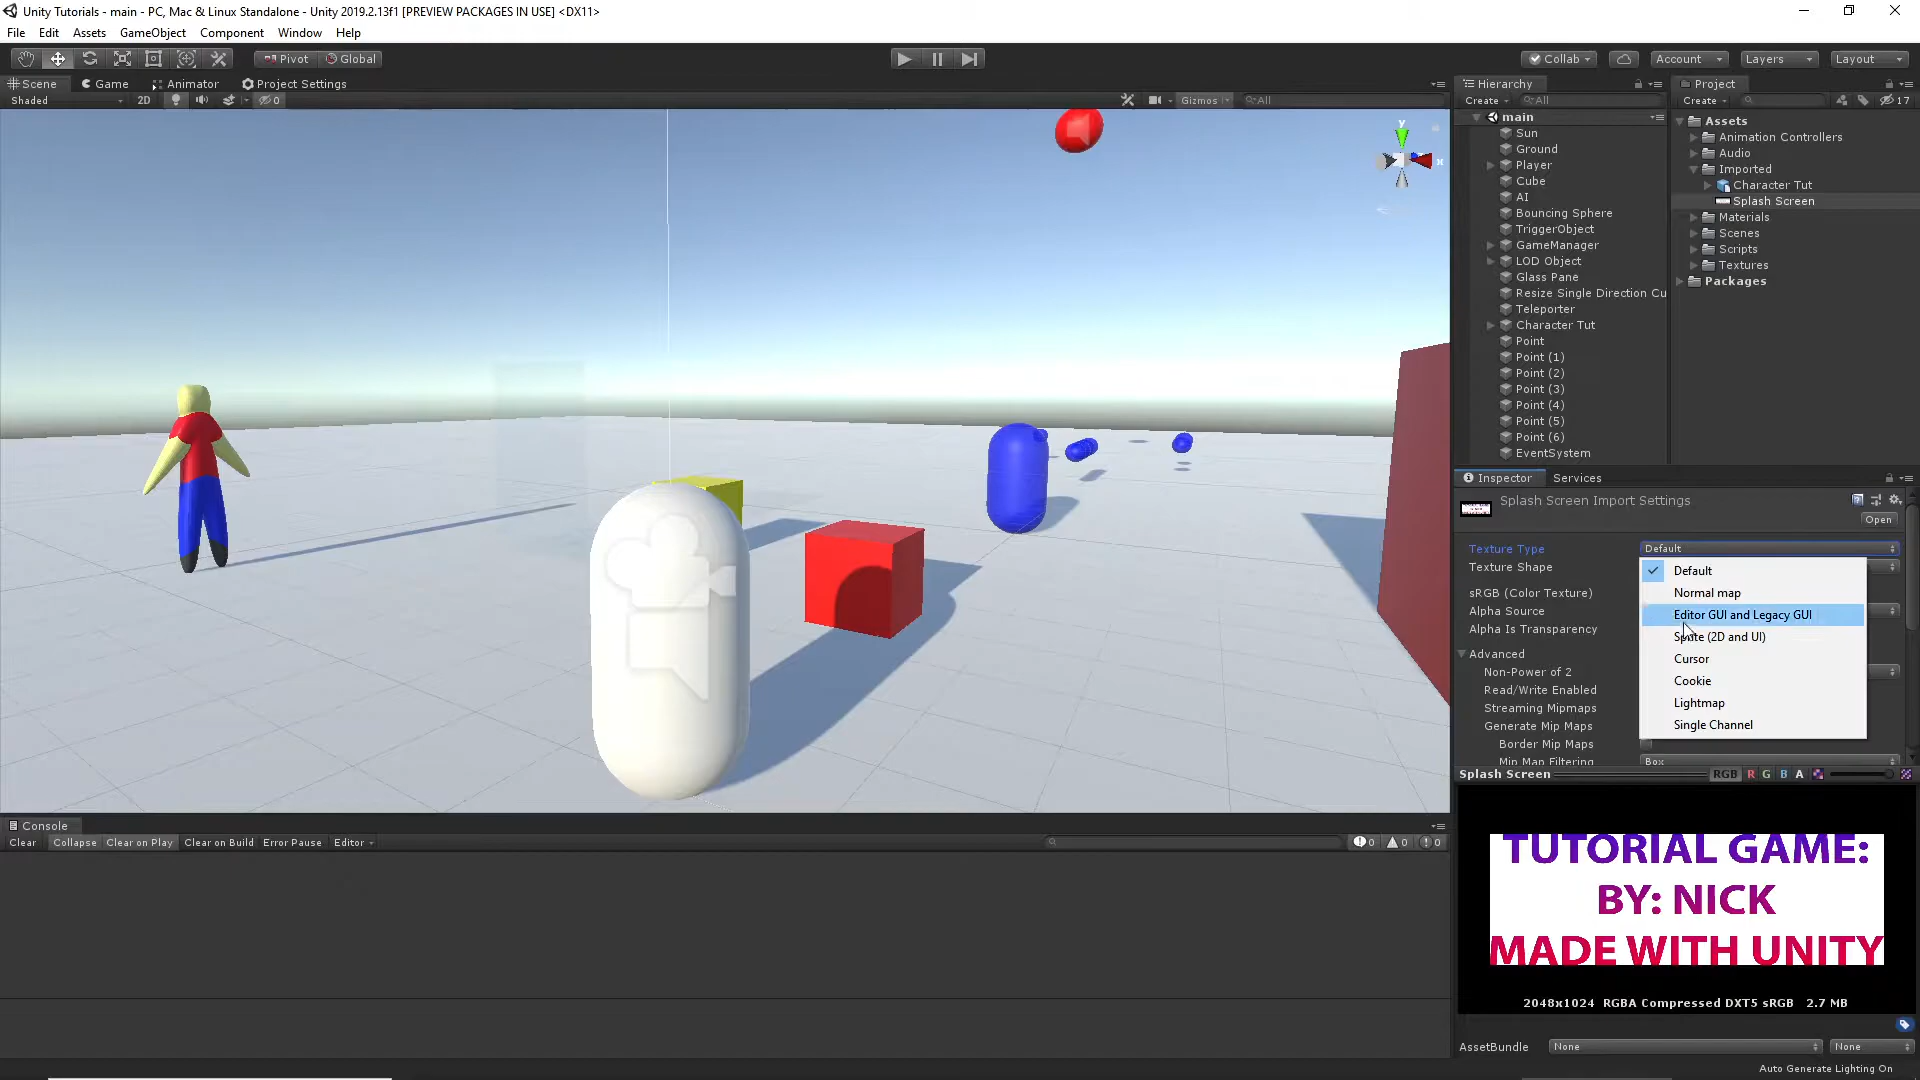 Unity Tutorials - main - PC, Mac & Linux Standalone - Unity 2019.2.13f1 [PREVIEW PACKAGES IN USE] <DX11>
File Edit Assets GameObject Component Window Help
Pivot Global Collab Account Layers Layout
Scene Game Animator Project Settings
Shaded 2D 0 Gizmos All
Hierarchy
Create All
main
Sun
Ground
Player
Cube
AI
Bouncing Sphere
TriggerObject
GameManager
LOD Object
Glass Pane
Resize Single Direction Cu
Teleporter
Character Tut
Point
Point (1)
Point (2)
Point (3)
Point (4)
Point (5)
Point (6)
EventSystem
Project
Create 17
Assets
Animation Controllers
Audio
Imported
Character Tut
Splash Screen
Materials
Scenes
Scripts
Textures
Packages
y
x
Inspector Services
Splash Screen Import Settings
Open
Texture Type Default
Texture Shape
sRGB (Color Texture)
Alpha Source
Alpha Is Transparency
Advanced
Non-Power of 2
Read/Write Enabled
Streaming Mipmaps
Generate Mip Maps
Border Mip Maps
Mip Map Filtering Box
Default
Normal map
Editor GUI and Legacy GUI
Sprite (2D and UI)
Cursor
Cookie
Lightmap
Single Channel
Splash Screen RGB R G B A
TUTORIAL GAME:
BY: NICK
MADE WITH UNITY
2048x1024 RGBA Compressed DXT5 sRGB 2.7 MB
AssetBundle None None
Auto Generate Lighting On
Console
Clear Collapse Clear on Play Clear on Build Error Pause Editor 0 0 0